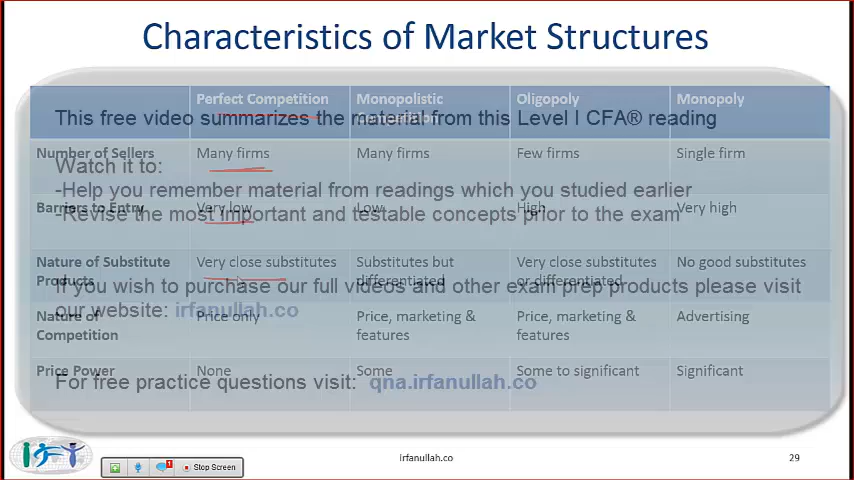 Characteristics of Market Structures
Perfect Competition Monopolistic Competition Oligopoly Monopoly
This free video summarizes the material from this Level I CFA® reading
Number of Sellers Many firms Many firms Few firms Single firm
Watch it to:
-Help you remember material from readings which you studied earlier
Barriers to Entry Very low Low High Very high
-Revise the most important and testable concepts prior to the exam
Nature of Substitute Products Very close substitutes Substitutes but differentiated Very close substitutes or differentiated No good substitutes
If you wish to purchase our full videos and other exam prep products please visit
our website: irfanullah.co
Nature of Competition Price only Price, marketing & features Price, marketing & features Advertising
Price Power None Some Some to significant Significant
For free practice questions visit: qna.irfanullah.co
irfanullah.co
29
1
Stop Screen